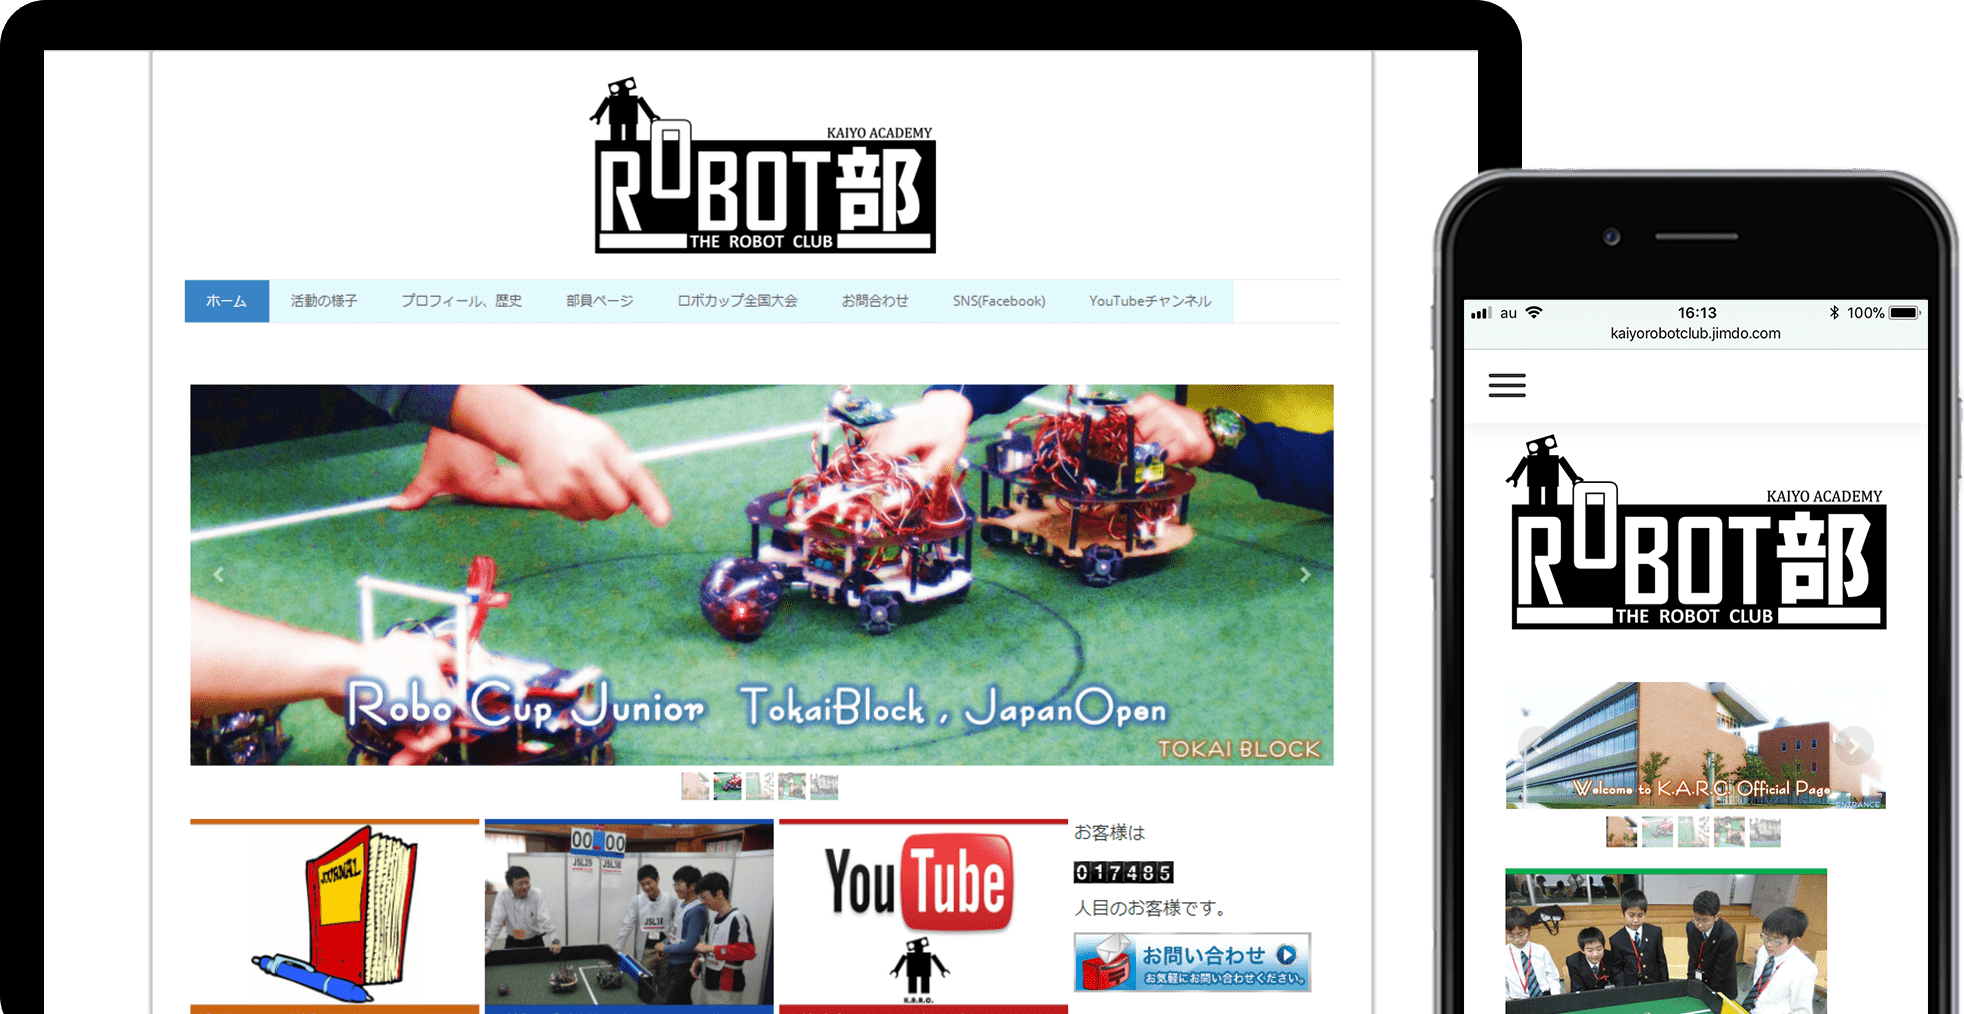 KAIYO ACADEMY
ROBOT部
THE ROBOT CLUB
ホーム 活動の様子 プロフィール、歴史 部員ページ ロボカップ全国大会 お問合わせ SNS(Facebook) YouTubeチャンネル
Robo Cup Junior TokaiBlock , JapanOpen
TOKAI BLOCK
JOURNAL
00 00
JSL25 JSL38
JSL38
YouTube
K.A.R.C.
お客様は
017485
人目のお客様です。
お問い合わせ
お気軽にお問い合わせください。
au 16:13 100%
kaiyorobotclub.jimdo.com
KAIYO ACADEMY
ROBOT部
THE ROBOT CLUB
Welcome to K.A.R.C. Official Page
ENTRANCE